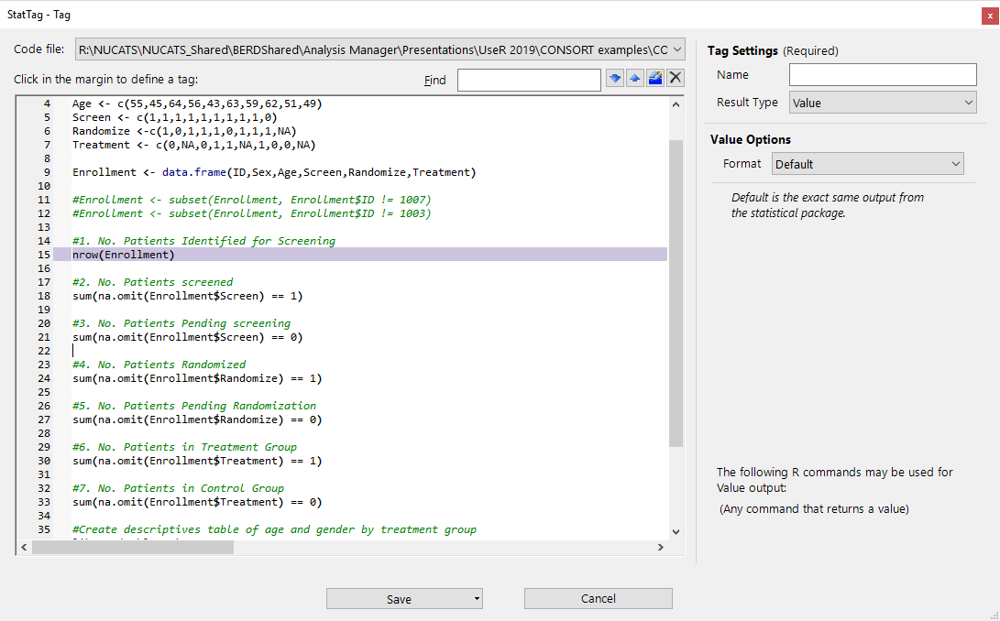 StatTag - Tag
x
Code file: R:\NUCATS\NUCATS_Shared\BERDShared\Analysis Manager\Presentations\UseR 2019\CONSORT examples\CC
Click in the margin to define a tag:
Find
4 Age <- c(55,45,64,56,43,63,59,62,51,49)
5 Screen <- c(1,1,1,1,1,1,1,1,1,0)
6 Randomize <-c(1,0,1,1,1,0,1,1,1,NA)
7 Treatment <- c(0,NA,0,1,1,NA,1,0,0,NA)
8
9 Enrollment <- data.frame(ID,Sex,Age,Screen,Randomize,Treatment)
10
11 #Enrollment <- subset(Enrollment, Enrollment$ID != 1007)
12 #Enrollment <- subset(Enrollment, Enrollment$ID != 1003)
13
14 #1. No. Patients Identified for Screening
15 nrow(Enrollment)
16
17 #2. No. Patients screened
18 sum(na.omit(Enrollment$Screen) == 1)
19
20 #3. No. Patients Pending screening
21 sum(na.omit(Enrollment$Screen) == 0)
22
23 #4. No. Patients Randomized
24 sum(na.omit(Enrollment$Randomize) == 1)
25
26 #5. No. Patients Pending Randomization
27 sum(na.omit(Enrollment$Randomize) == 0)
28
29 #6. No. Patients in Treatment Group
30 sum(na.omit(Enrollment$Treatment) == 1)
31
32 #7. No. Patients in Control Group
33 sum(na.omit(Enrollment$Treatment) == 0)
34
35 #Create descriptives table of age and gender by treatment group
Tag Settings (Required)
Name
Result Type Value
Value Options
Format Default
Default is the exact same output from
the statistical package.
The following R commands may be used for
Value output:
(Any command that returns a value)
Save
Cancel